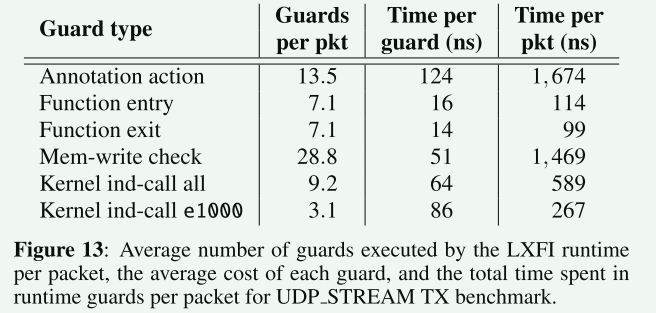 Guard type Guards per pkt Time per guard (ns) Time per pkt (ns)
Annotation action 13.5 124 1,674
Function entry 7.1 16 114
Function exit 7.1 14 99
Mem-write check 28.8 51 1,469
Kernel ind-call all 9.2 64 589
Kernel ind-call e1000 3.1 86 267
Figure 13: Average number of guards executed by the LXFI runtime
per packet, the average cost of each guard, and the total time spent in
runtime guards per packet for UDP_STREAM TX benchmark.